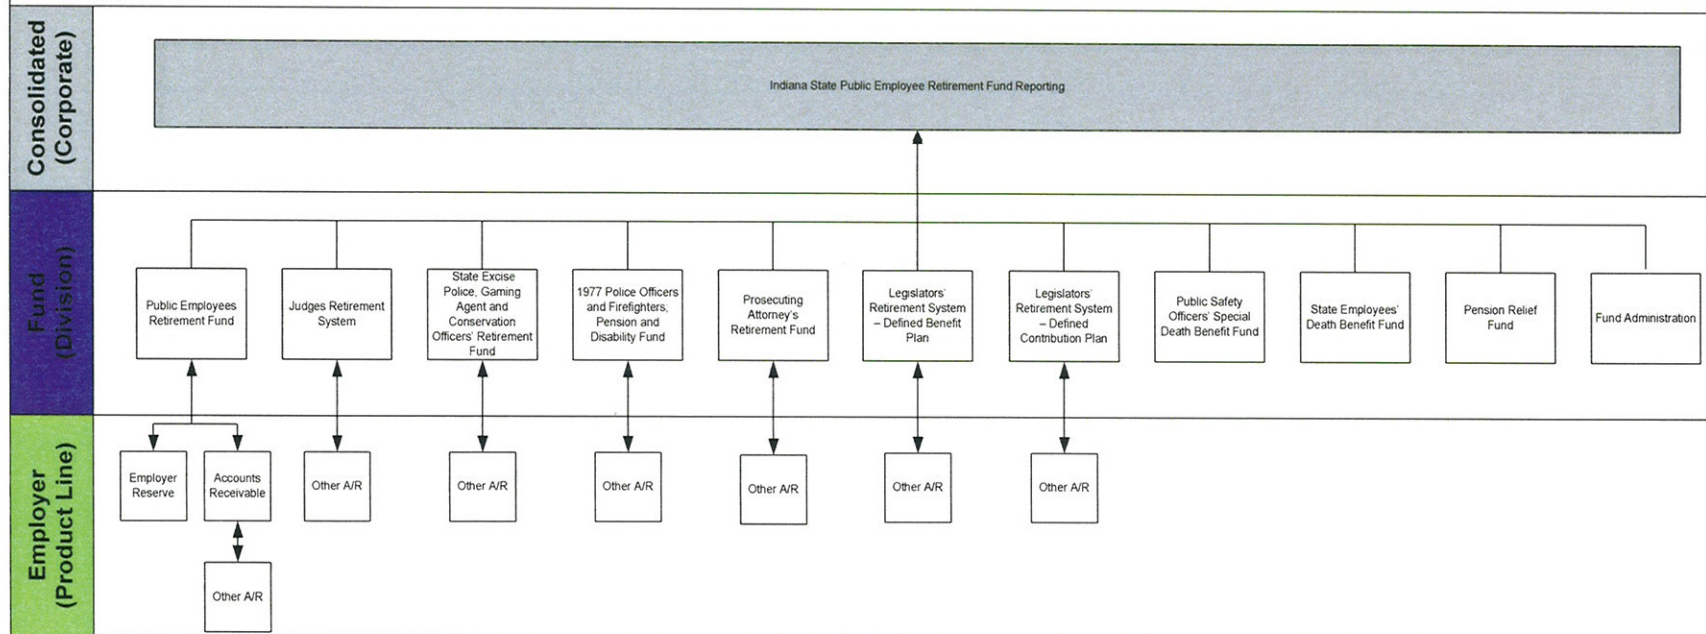 Consolidated
(Corporate)
Indiana State Public Employee Retirement Fund Reporting
Fund
(Division)
Public Employees
Retirement Fund
Judges Retirement
System
State Excise
Police, Gaming
Agent and
Conservation
Officers' Retirement
Fund
1977 Police Officers
and Firefighters;
Pension and
Disability Fund
Prosecuting
Attorney's
Retirement Fund
Legislators'
Retirement System
– Defined Benefit
Plan
Legislators'
Retirement System
– Defined
Contribution Plan
Public Safety
Officers' Special
Death Benefit Fund
State Employees'
Death Benefit Fund
Pension Relief
Fund
Fund Administration
Employer
(Product Line)
Employer
Reserve
Accounts
Receivable
Other A/R
Other A/R
Other A/R
Other A/R
Other A/R
Other A/R
Other A/R